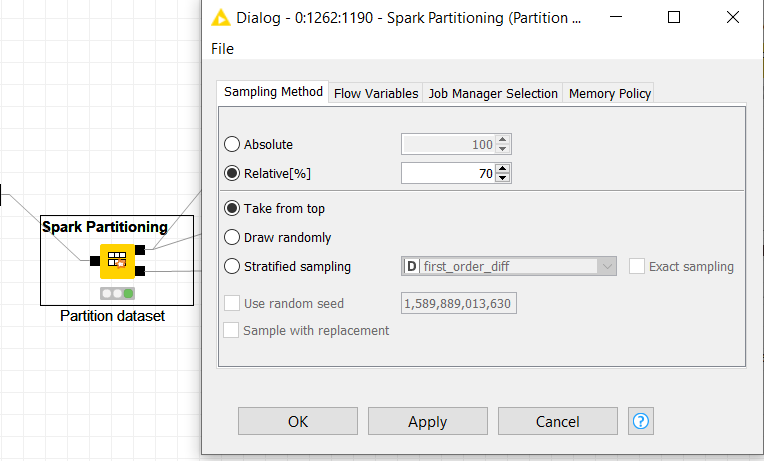 Dialog - 0:1262:1190 - Spark Partitioning (Partition ...
File
Sampling Method Flow Variables Job Manager Selection Memory Policy
Absolute 100
Relative[%] 70
Take from top
Draw randomly
Stratified sampling D first_order_diff Exact sampling
Use random seed 1,589,889,013,630
Sample with replacement
OK Apply Cancel ?
Spark Partitioning
Partition dataset